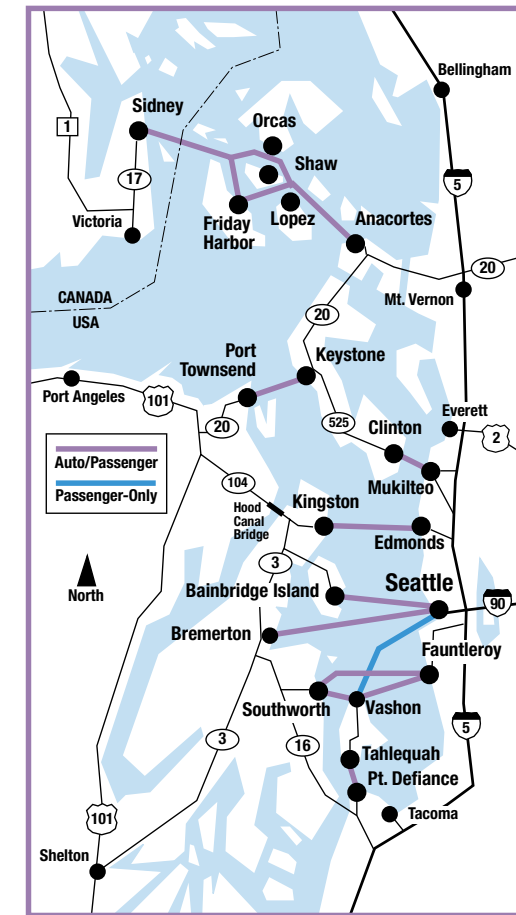 Bellingham
Sidney
Orcas
1
Shaw
17
5
Victoria
Friday
Harbor
Lopez
Anacortes
20
CANADA
USA
Mt. Vernon
20
Port
Townsend
Keystone
Port Angeles
101
20
525
Clinton
Everett
2
Auto/Passenger
Passenger-Only
Mukilteo
104
Hood
Canal
Bridge
Kingston
Edmonds
3
North
Bainbridge Island
Seattle
90
Bremerton
Fauntleroy
Southworth
Vashon
3
16
5
Tahlequah
Pt. Defiance
101
Tacoma
Shelton